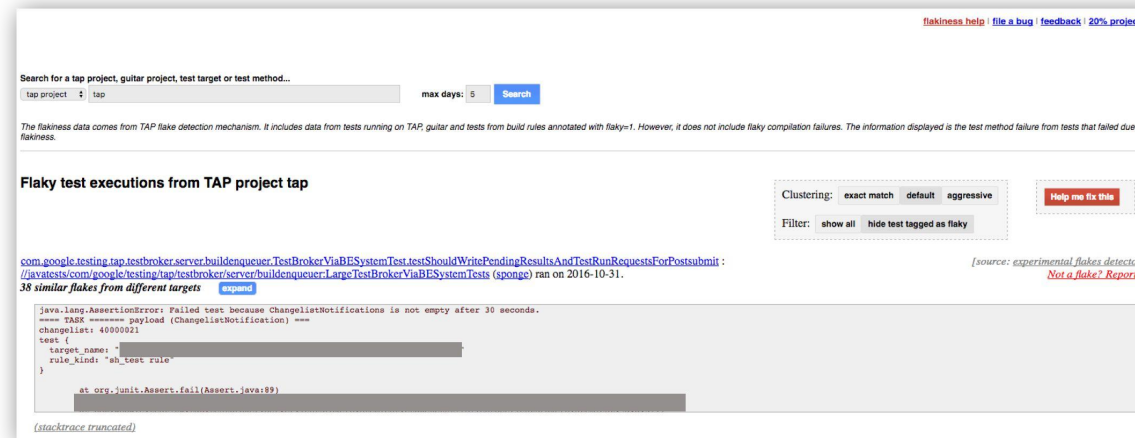 flakiness help | file a bug | feedback | 20% projec
Search for a tap project, guitar project, test target or test method...
tap project tap max days: 5 Search
The flakiness data comes from TAP flake detection mechanism. It includes data from tests running on TAP, guitar and tests from build rules annotated with flaky=1. However, it does not include flaky compilation failures. The information displayed is the test method failure from tests that failed due
flakiness.
Flaky test executions from TAP project tap
Clustering: exact match default aggressive
Help me fix this
Filter: show all hide test tagged as flaky
com.google.testing.tap.testbroker.server.buildenqueuer.TestBrokerViaBESystemTest.testShouldWritePendingResultsAndTestRunRequestsForPostsubmit :
//javatests/com/google/testing/tap/testbroker/server/buildenqueuer:LargeTestBrokerViaBESystemTests (sponge) ran on 2016-10-31.
[source: experimental flakes detecto
Not a flake? Report
38 similar flakes from different targets expand
java.lang.AssertionError: Failed test because ChangelistNotifications is not empty after 30 seconds.
==== TASK ======= payload (ChangelistNotification) ===
changelist: 40000021
test {
target_name: " "
rule_kind: "sh_test rule"
}
at org.junit.Assert.fail(Assert.java:89)
(stacktrace truncated)